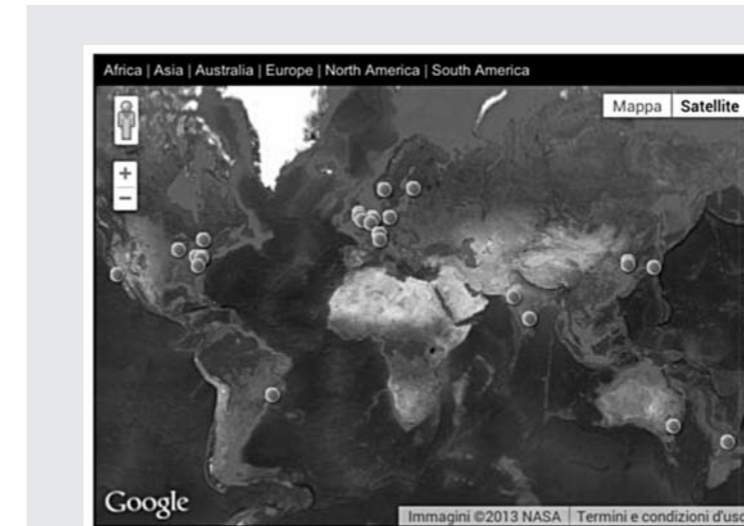 Africa | Asia | Australia | Europe | North America | South America
Mappa Satellite
+
−
Google
Immagini ©2013 NASA Termini e condizioni d'uso